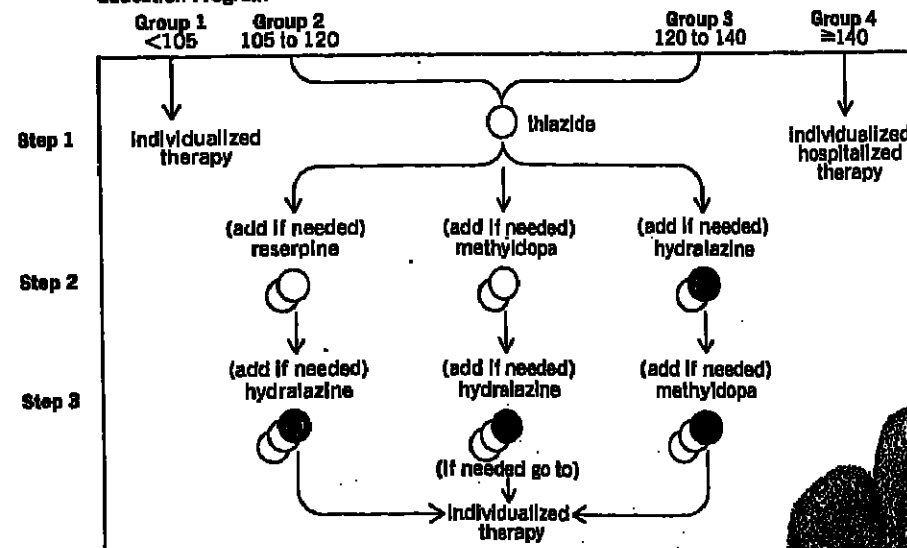 Education Program
Group 1 Group 2 Group 3 Group 4
<105 105 to 120 120 to 140 ≥140
Step 1
individualized
therapy
thiazide
individualized
hospitalized
therapy
(add if needed) (add if needed) (add if needed)
reserpine methyldopa hydralazine
Step 2
(add if needed) (add if needed) (add if needed)
hydralazine hydralazine methyldopa
Step 3
(If needed go to)
individualized
therapy